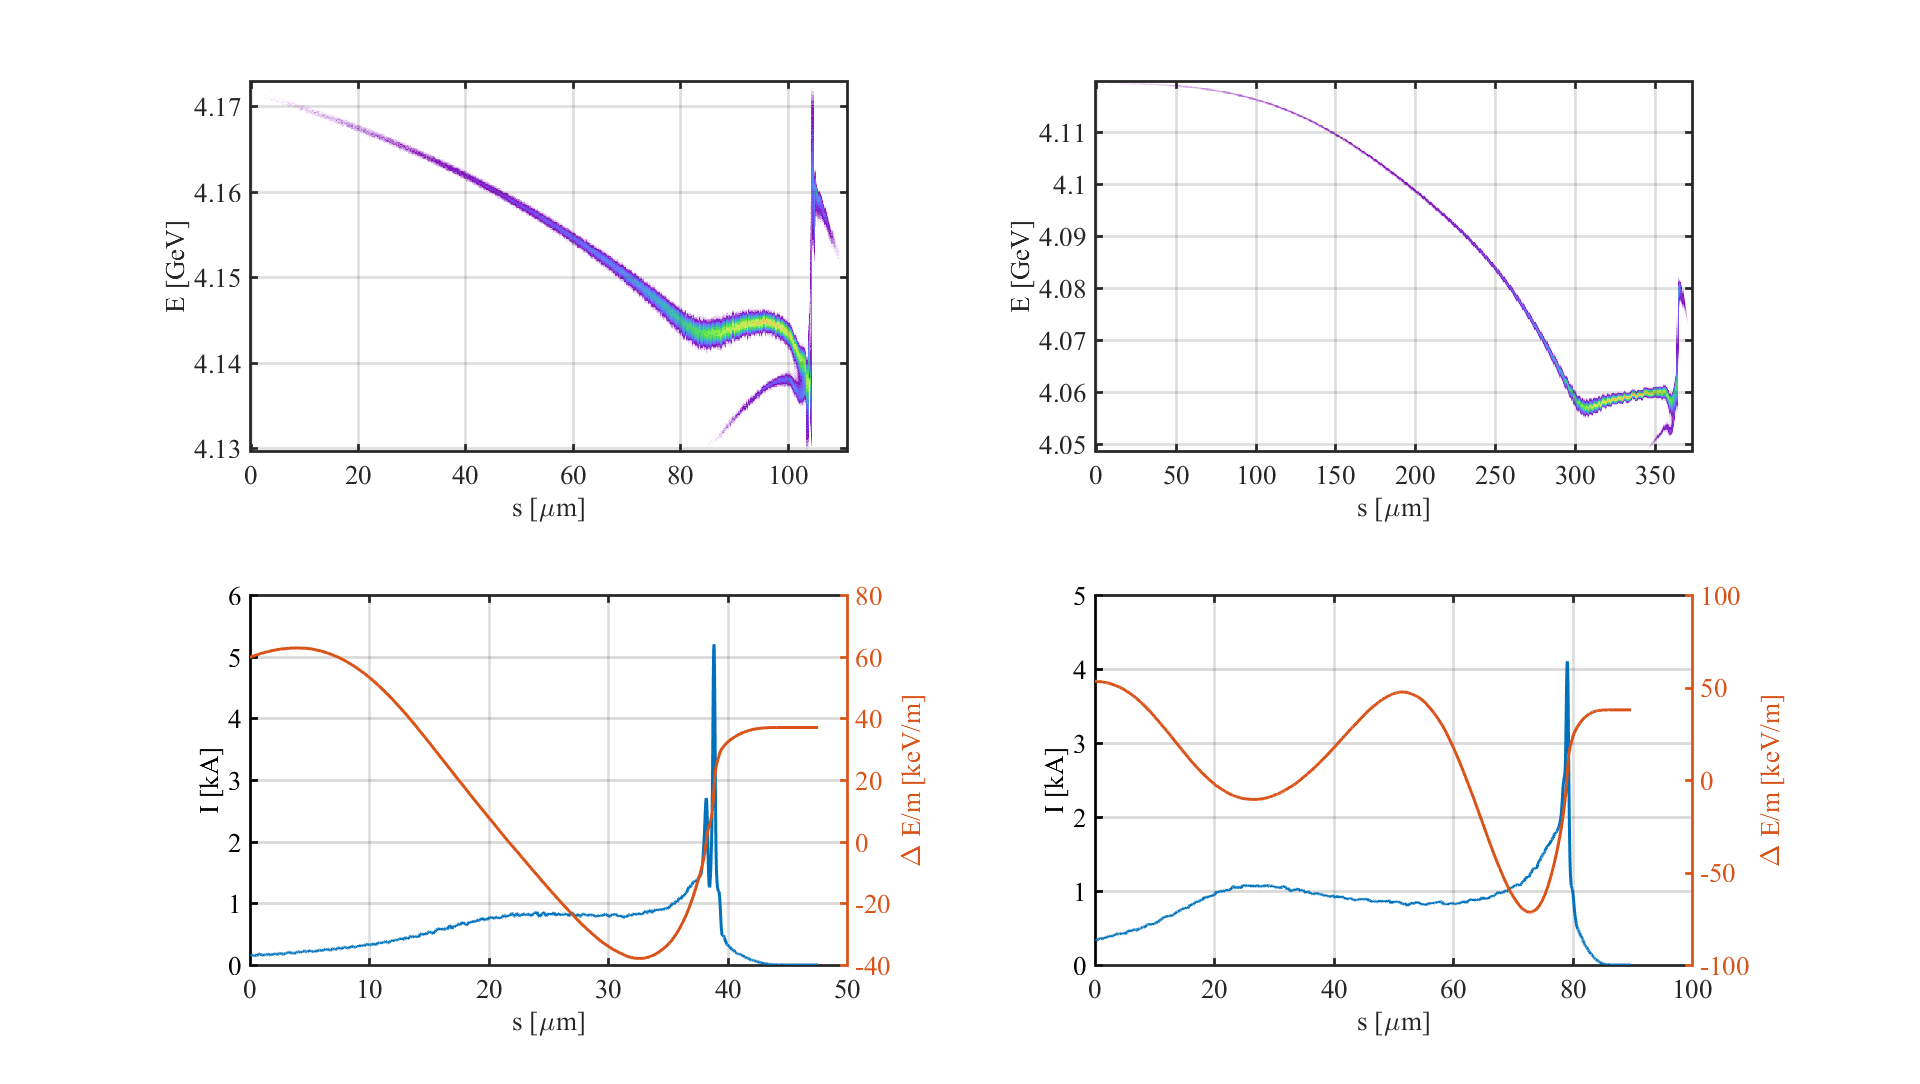 E [GeV]
4.17
4.16
4.15
4.14
4.13
0 20 40 60 80 100
s [μm]
E [GeV]
4.11
4.1
4.09
4.08
4.07
4.06
4.05
0 50 100 150 200 250 300 350
s [μm]
I [kA]
6
5
4
3
2
1
0
0 10 20 30 40 50
s [μm]
80
60
40
20
0
-20
-40
Δ E/m [keV/m]
I [kA]
5
4
3
2
1
0
0 20 40 60 80 100
s [μm]
100
50
0
-50
-100
Δ E/m [keV/m]